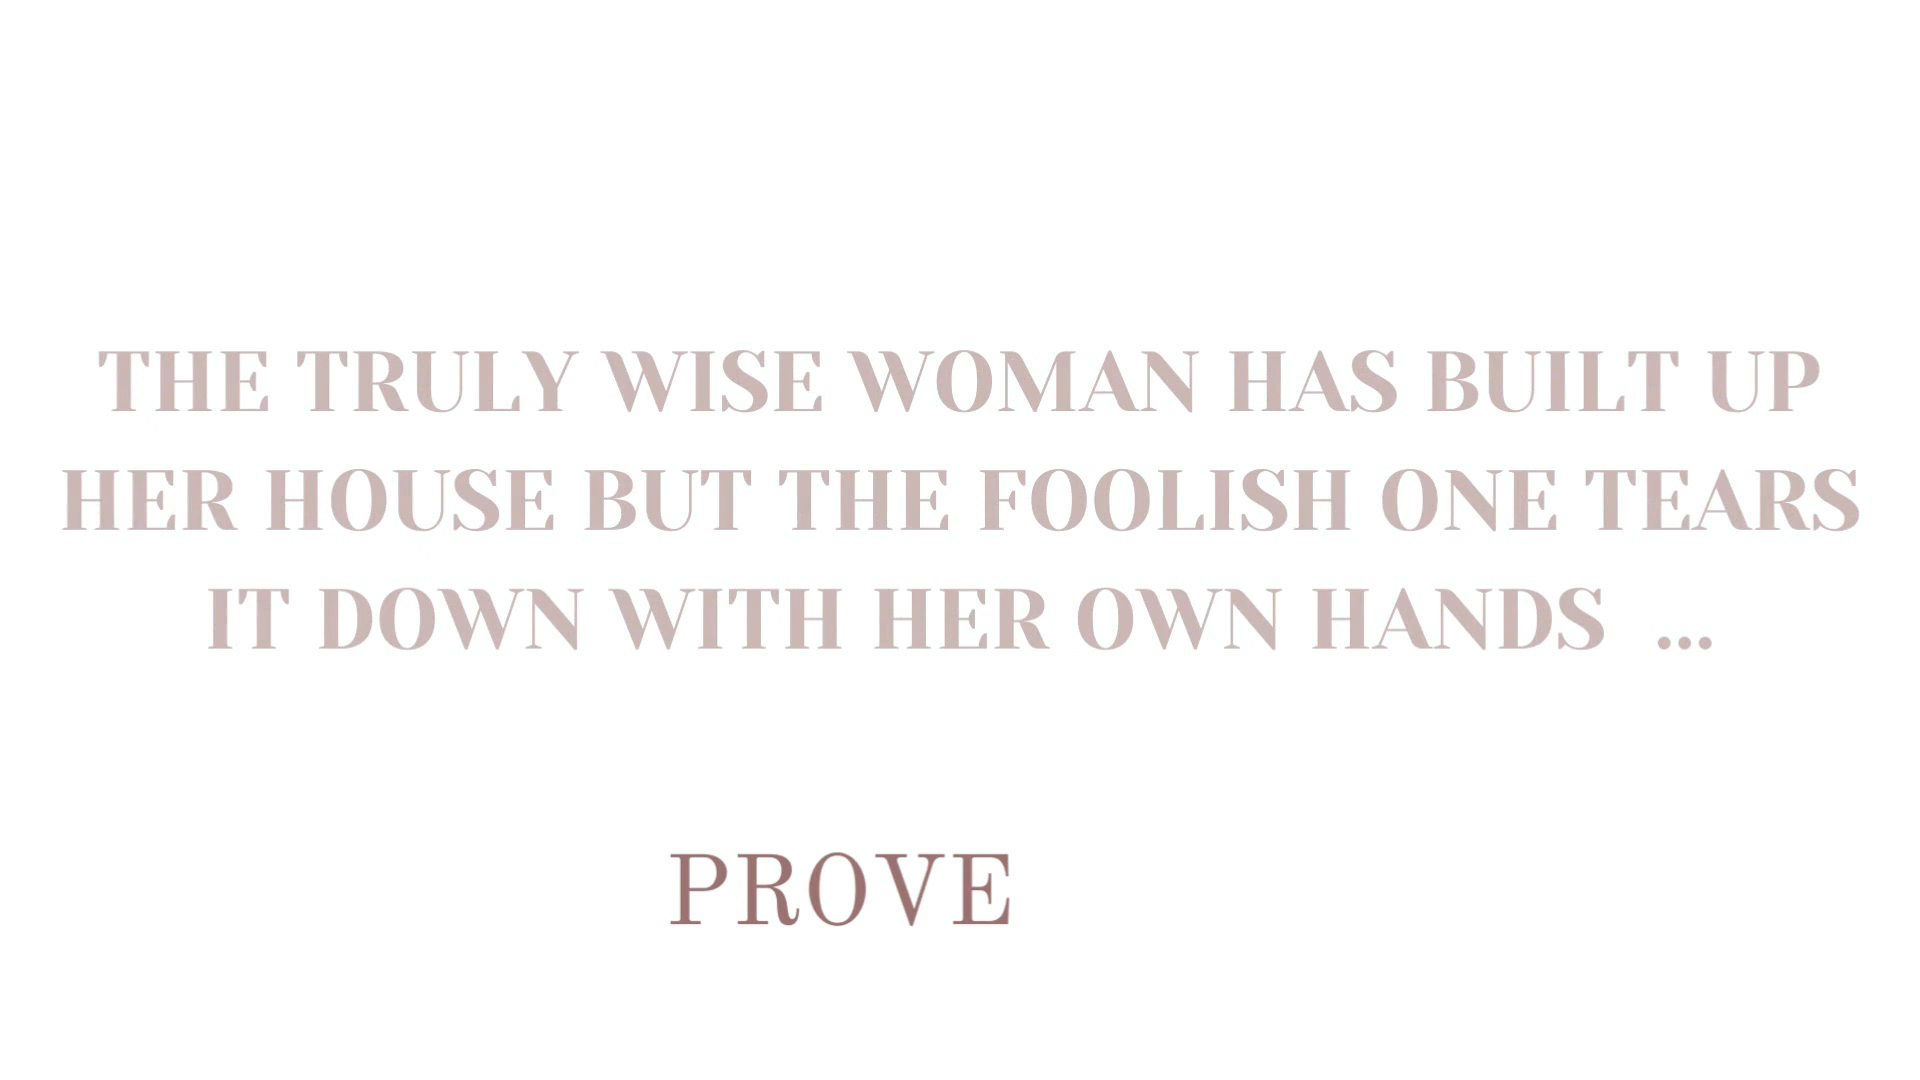 THE TRULY WISE WOMAN HAS BUILT UP
HER HOUSE BUT THE FOOLISH ONE TEARS
IT DOWN WITH HER OWN HANDS ...
PROVE